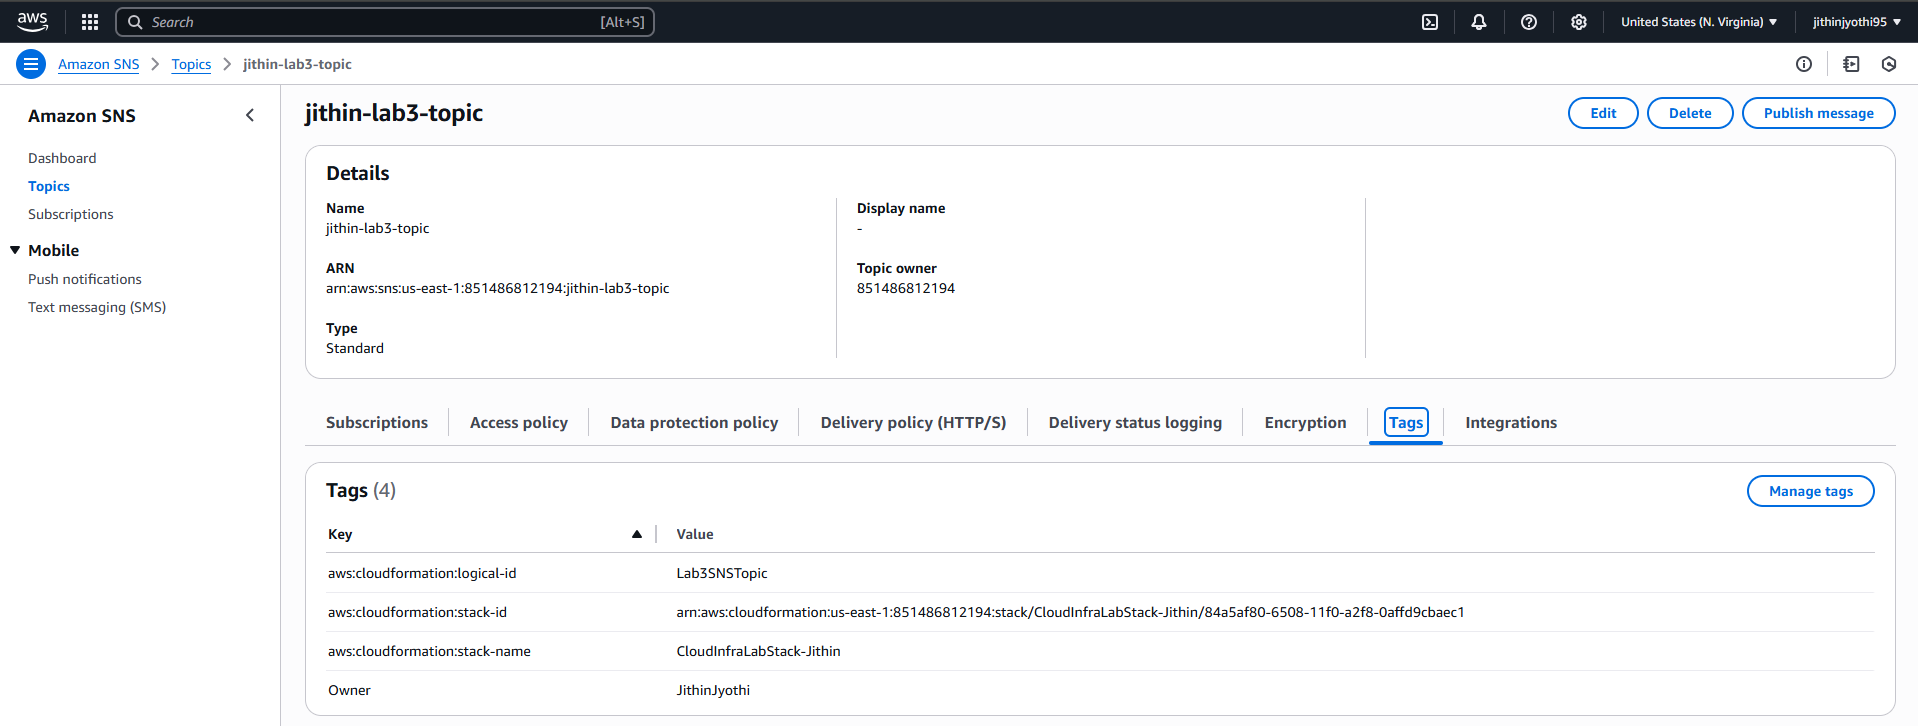 aws Search [Alt+S] United States (N. Virginia) jithinjyothi95
Amazon SNS Topics jithin-lab3-topic
Amazon SNS
Dashboard
Topics
Subscriptions
Mobile
Push notifications
Text messaging (SMS)
jithin-lab3-topic
Edit Delete Publish message
Details
Name
jithin-lab3-topic
ARN
arn:aws:sns:us-east-1:851486812194:jithin-lab3-topic
Type
Standard
Display name
-
Topic owner
851486812194
Subscriptions Access policy Data protection policy Delivery policy (HTTP/S) Delivery status logging Encryption Tags Integrations
Tags (4) Manage tags
Key Value
aws:cloudformation:logical-id Lab3SNSTopic
aws:cloudformation:stack-id arn:aws:cloudformation:us-east-1:851486812194:stack/CloudInfraLabStack-Jithin/84a5af80-6508-11f0-a2f8-0affd9cbaec1
aws:cloudformation:stack-name CloudInfraLabStack-Jithin
Owner JithinJyothi